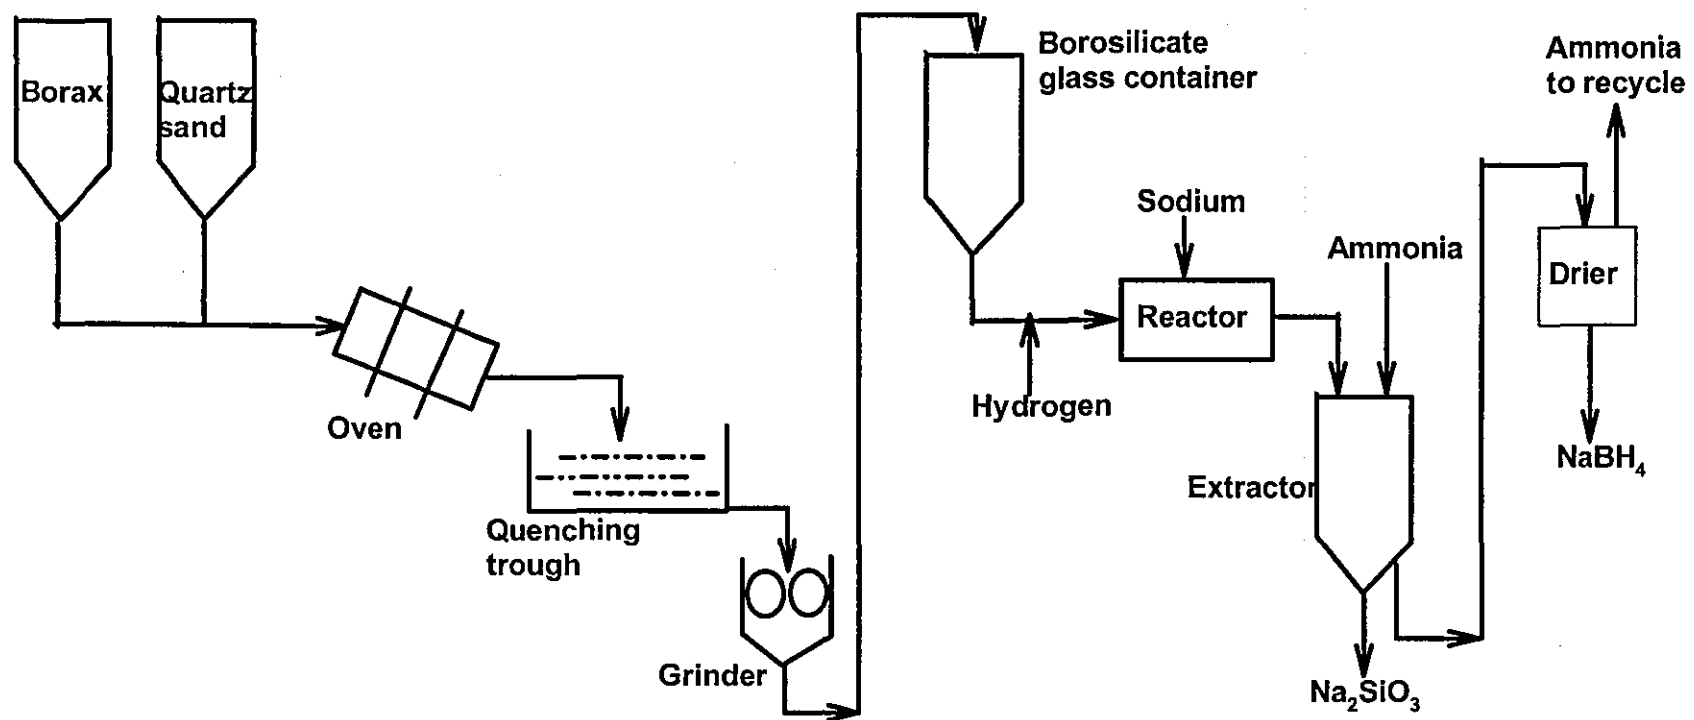 Borax
Quartz
sand
Oven
Quenching
trough
Grinder
Borosilicate
glass container
Hydrogen
Sodium
Reactor
Ammonia
Extractor
Na₂SiO₃
Ammonia
to recycle
Drier
NaBH₄